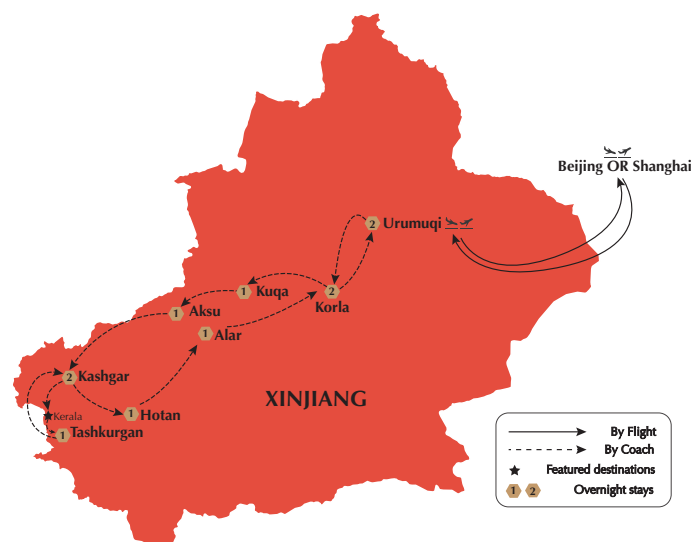 Beijing OR Shanghai
2 Urumuqi
1 Kuqa
2
Korla
1 Aksu
1 Alar
2 Kashgar
XINJIANG
Kerala
1 Hotan
1 Tashkurgan
By Flight
By Coach
Featured destinations
1 2 Overnight stays